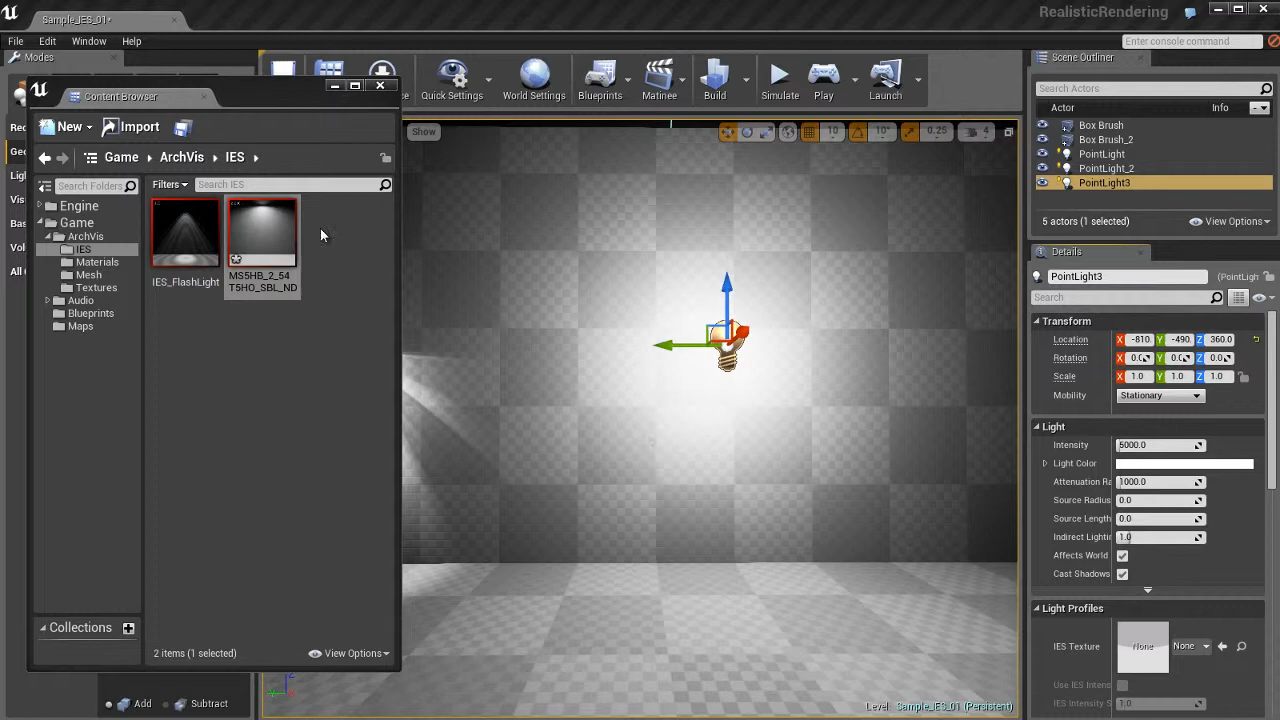 Sample_IES_01*
RealisticRendering
File Edit Window Help
Enter console command
Modes
Content Browser
Quick Settings
World Settings
Blueprints
Matinee
Build
Simulate
Play
Launch
Scene Outliner
Search Actors
Actor Info
Box Brush
Box Brush_2
PointLight
PointLight_2
PointLight3
5 actors (1 selected)
View Options
New
Import
Game ArchVis IES
Search Folders
Filters
Search IES
Engine
Game
ArchVis
IES
Materials
Mesh
Textures
Audio
Blueprints
Maps
IES_FlashLight
MS5HB_2_54
T5HO_SBL_ND
Collections
2 items (1 selected)
View Options
Add
Subtract
Show
10
10°
0.25
4
Level Sample_IES_01 (Persistent)
Details
PointLight3
(PointLigh
Search
Transform
Location X -810. Y -490. Z 360.0
Rotation X 0.0 Y 0.0 Z 0.0
Scale X 1.0 Y 1.0 Z 1.0
Mobility Stationary
Light
Intensity 5000.0
Light Color
Attenuation Ra 1000.0
Source Radius 0.0
Source Length 0.0
Indirect Lightin 1.0
Affects World
Cast Shadows
Light Profiles
IES Texture None None
Use IES Intens
IES Intensity S 1.0